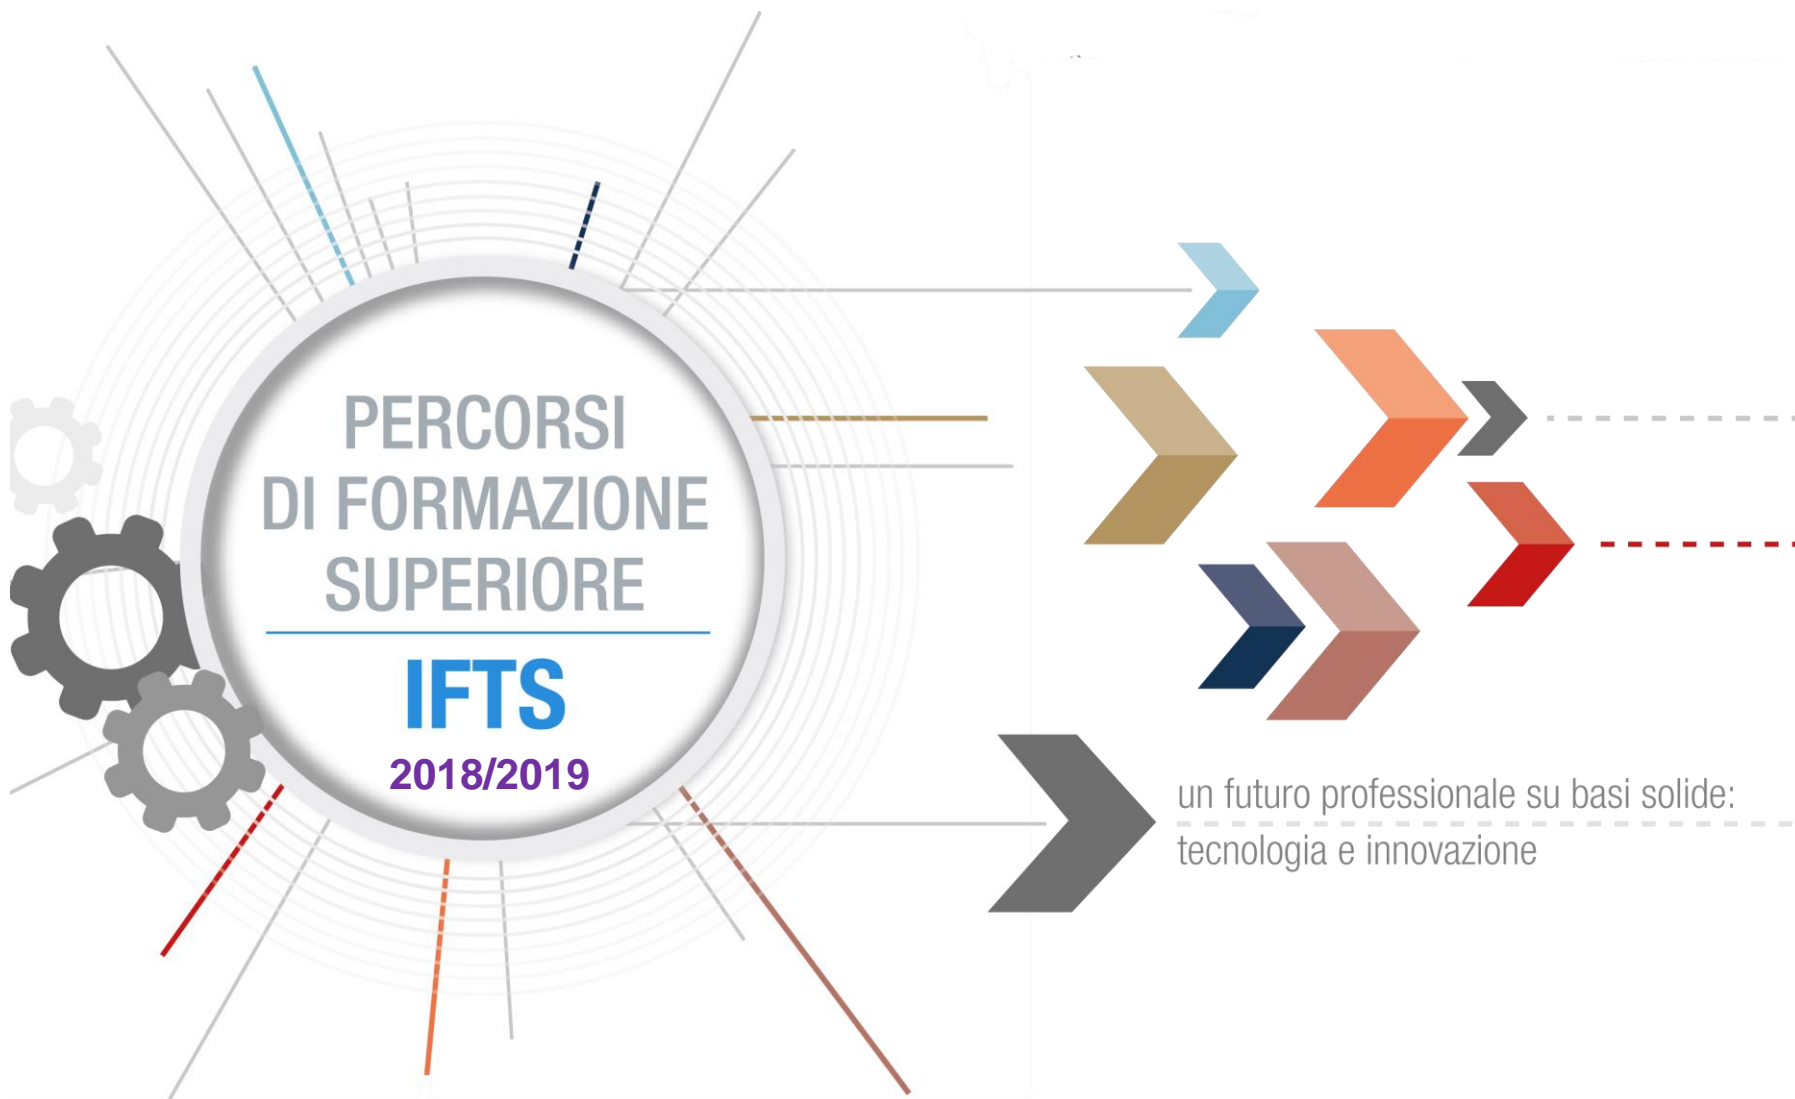 PERCORSI
DI FORMAZIONE
SUPERIORE
IFTS
2018/2019
un futuro professionale su basi solide:
tecnologia e innovazione